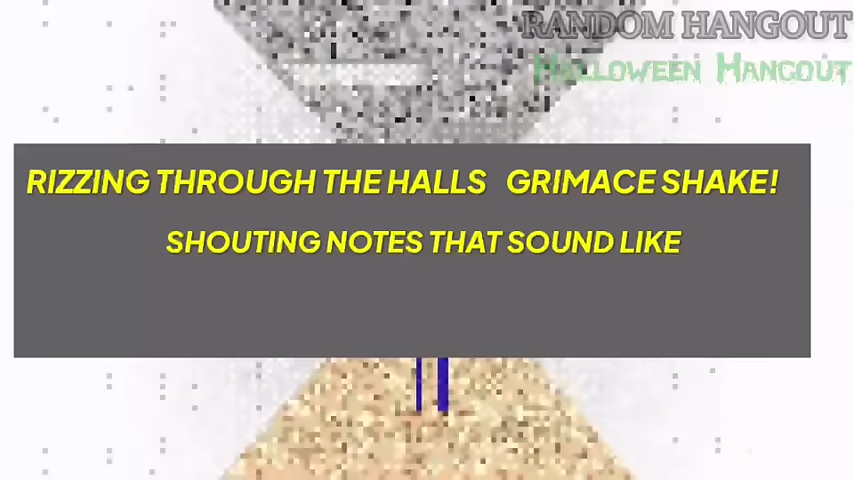 RANDOM HANGOUT
Halloween Hangout
RIZZING THROUGH THE HALLS GRIMACE SHAKE!
SHOUTING NOTES THAT SOUND LIKE